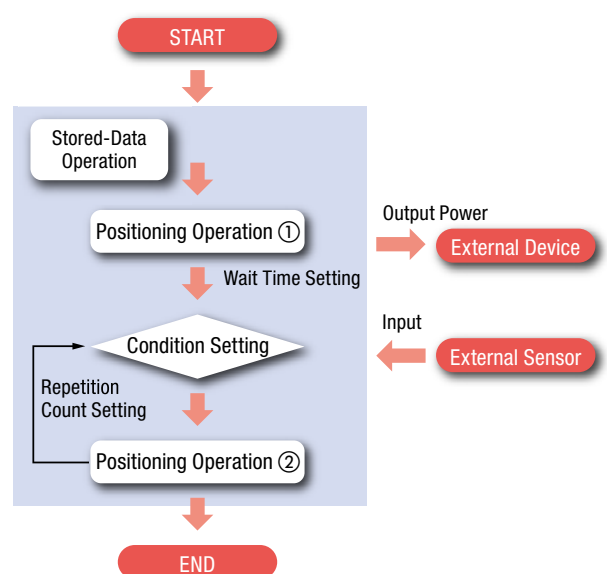 START
Stored-Data
Operation
Positioning Operation ①
Output Power
External Device
Wait Time Setting
Condition Setting
Input
External Sensor
Repetition
Count Setting
Positioning Operation ②
END